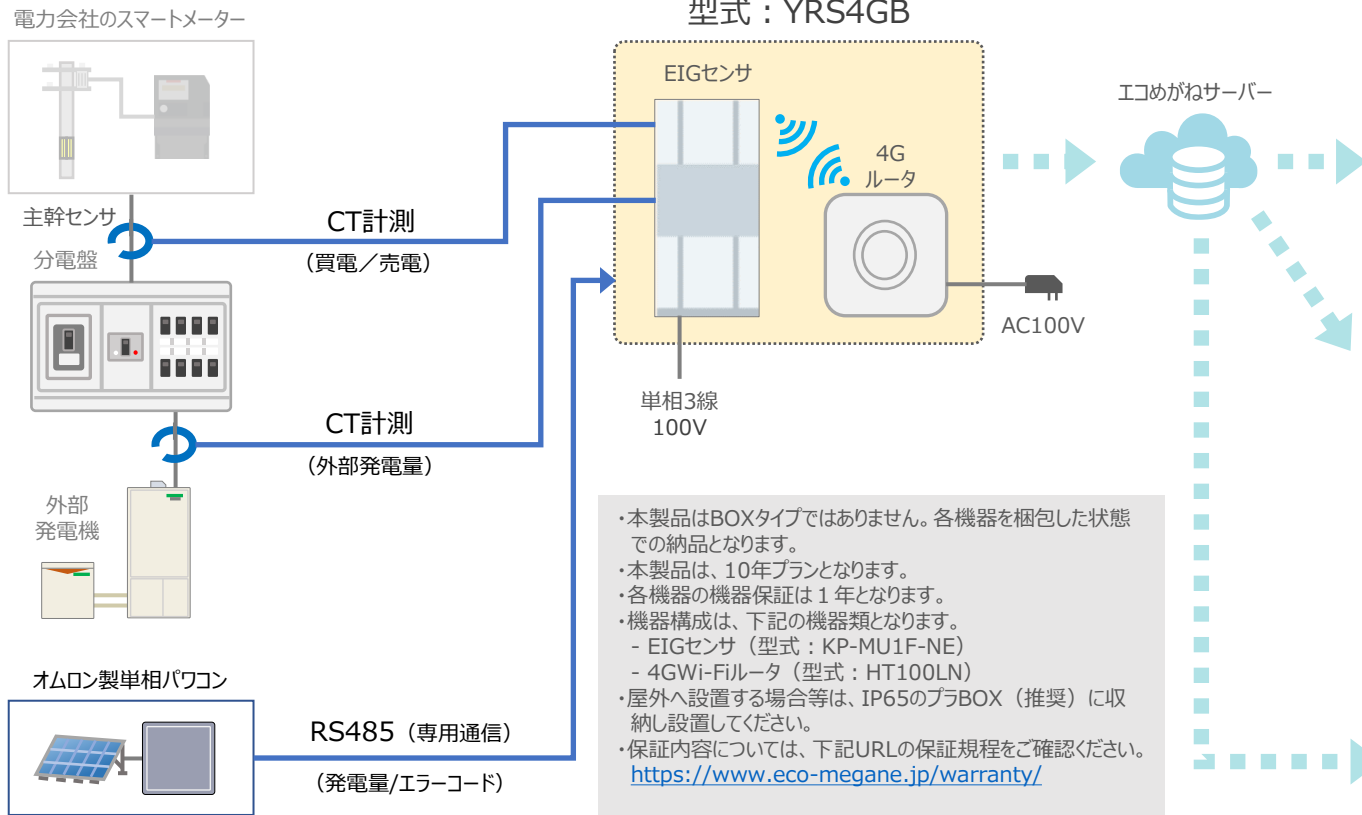 電力会社のスマートメーター
型式：YRS4GB
EIGセンサ
4G
ルータ
エコめがねサーバー
主幹センサ
CT計測
（買電／売電）
分電盤
AC100V
単相3線
100V
CT計測
（外部発電量）
外部
発電機
・本製品はBOXタイプではありません。各機器を梱包した状態
での納品となります。
・本製品は、10年プランとなります。
・各機器の機器保証は１年となります。
・機器構成は、下記の機器類となります。
- EIGセンサ（型式：KP-MU1F-NE）
- 4GWi-Fiルータ（型式：HT100LN）
・屋外へ設置する場合等は、IP65のプラBOX（推奨）に収
納し設置してください。
・保証内容については、下記URLの保証規程をご確認ください。
https://www.eco-megane.jp/warranty/
オムロン製単相パワコン
RS485（専用通信）
（発電量/エラーコード）